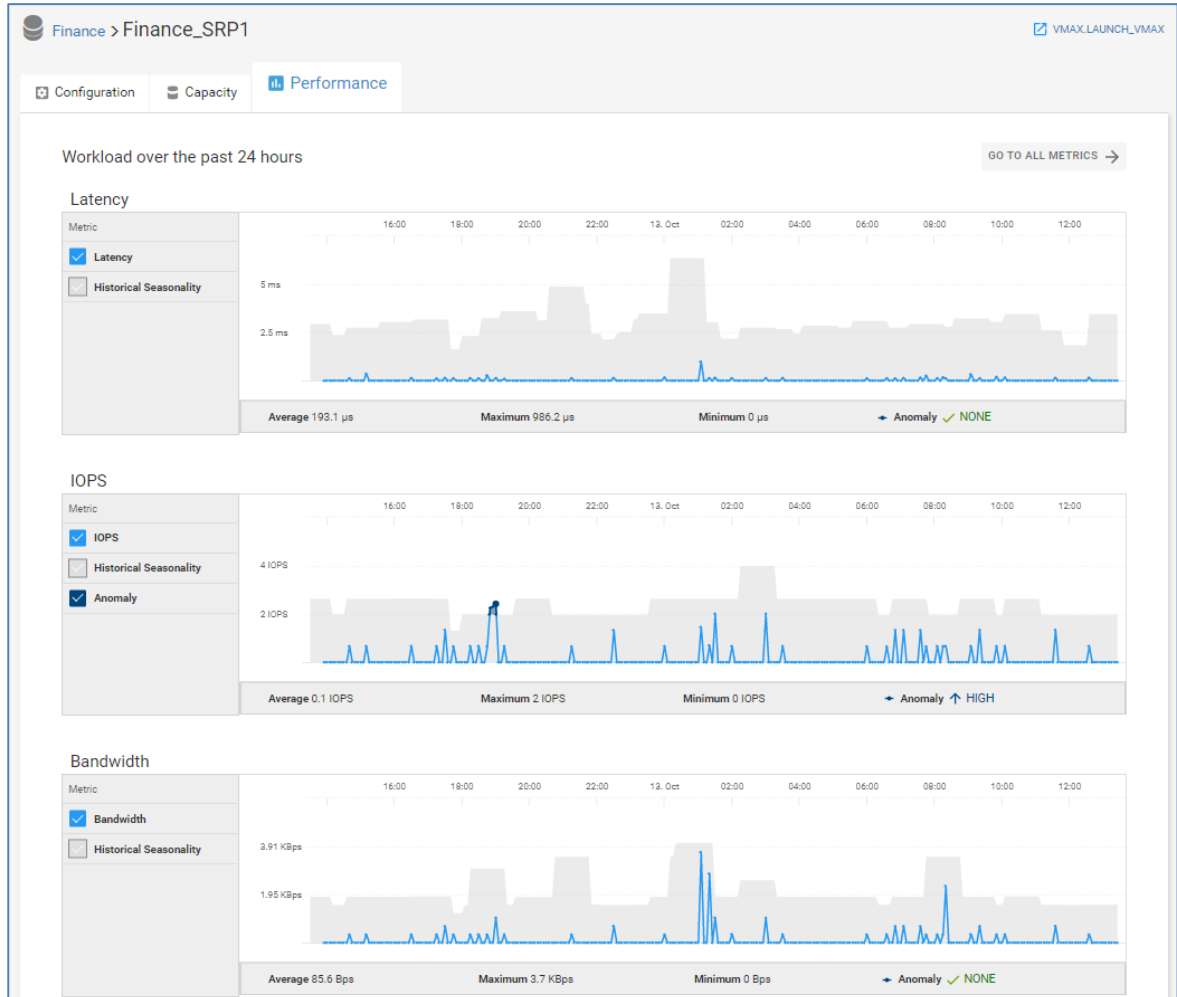 Finance > Finance_SRP1
VMAX.LAUNCH_VMAX
Configuration Capacity Performance
Workload over the past 24 hours
GO TO ALL METRICS
Latency
Metric
Latency
Historical Seasonality
16:00 18:00 20:00 22:00 13. Oct 02:00 04:00 06:00 08:00 10:00 12:00
5 ms
2.5 ms
Average 193.1 µs Maximum 986.2 µs Minimum 0 µs Anomaly NONE
IOPS
Metric
IOPS
Historical Seasonality
Anomaly
16:00 18:00 20:00 22:00 13. Oct 02:00 04:00 06:00 08:00 10:00 12:00
4 IOPS
2 IOPS
Average 0.1 IOPS Maximum 2 IOPS Minimum 0 IOPS Anomaly HIGH
Bandwidth
Metric
Bandwidth
Historical Seasonality
16:00 18:00 20:00 22:00 13. Oct 02:00 04:00 06:00 08:00 10:00 12:00
3.91 KBps
1.95 KBps
Average 85.6 Bps Maximum 3.7 KBps Minimum 0 Bps Anomaly NONE